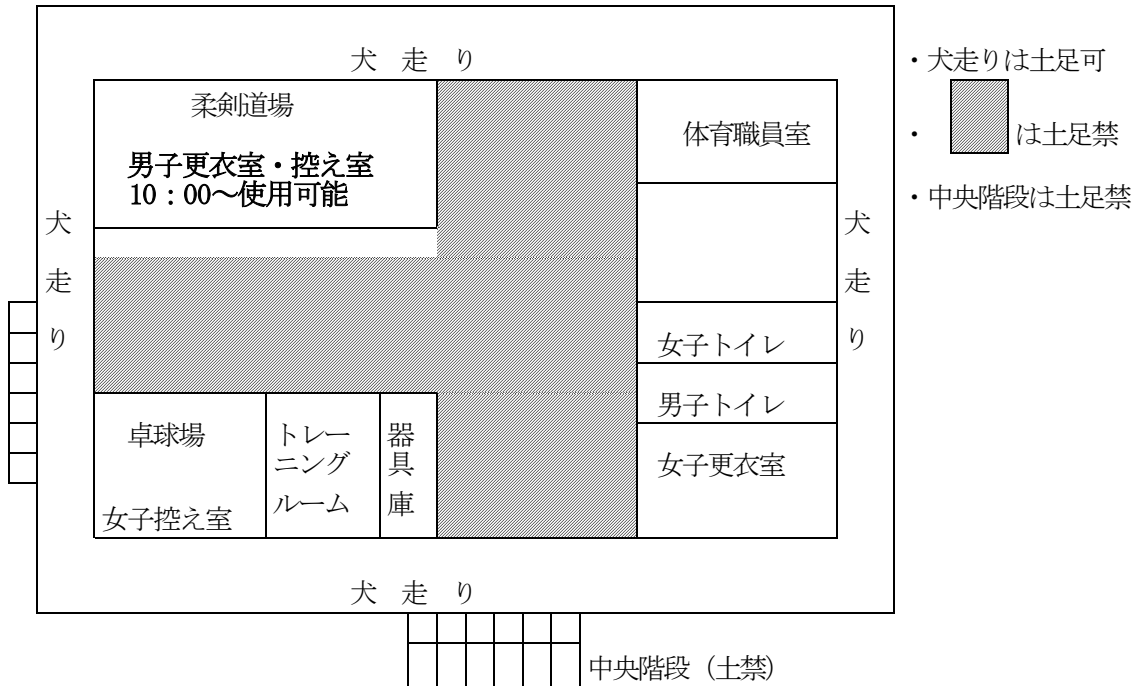 犬 走 り
・犬走りは土足可
柔剣道場
体育職員室
・ は土足禁
男子更衣室・控え室
10:00～使用可能
・中央階段は土足禁
犬走り
犬走り
女子トイレ
男子トイレ
卓球場
トレー
ニング
ルーム
器具庫
女子更衣室
女子控え室
犬 走 り
中央階段（土禁）